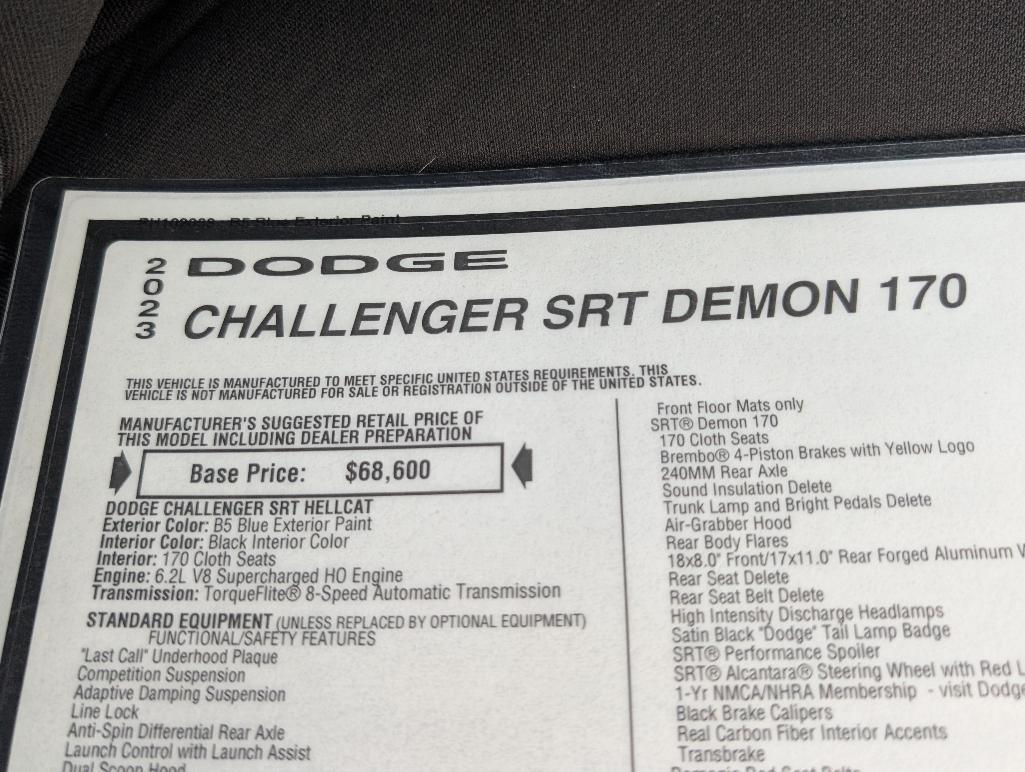 B5 Blue Exterior Paint
2023
DODGE
CHALLENGER SRT DEMON 170
THIS VEHICLE IS MANUFACTURED TO MEET SPECIFIC UNITED STATES REQUIREMENTS. THIS
VEHICLE IS NOT MANUFACTURED FOR SALE OR REGISTRATION OUTSIDE OF THE UNITED STATES.
MANUFACTURER'S SUGGESTED RETAIL PRICE OF
THIS MODEL INCLUDING DEALER PREPARATION
Base Price: $68,600
DODGE CHALLENGER SRT HELLCAT
Exterior Color: B5 Blue Exterior Paint
Interior Color: Black Interior Color
Interior: 170 Cloth Seats
Engine: 6.2L V8 Supercharged HO Engine
Transmission: TorqueFlite® 8-Speed Automatic Transmission
STANDARD EQUIPMENT (UNLESS REPLACED BY OPTIONAL EQUIPMENT)
FUNCTIONAL/SAFETY FEATURES
"Last Call" Underhood Plaque
Competition Suspension
Adaptive Damping Suspension
Line Lock
Anti-Spin Differential Rear Axle
Launch Control with Launch Assist
Dual Scoop Hood
Front Floor Mats only
SRT® Demon 170
170 Cloth Seats
Brembo® 4-Piston Brakes with Yellow Logo
240MM Rear Axle
Sound Insulation Delete
Trunk Lamp and Bright Pedals Delete
Air-Grabber Hood
Rear Body Flares
18x8.0" Front/17x11.0" Rear Forged Aluminum
Rear Seat Delete
Rear Seat Belt Delete
High Intensity Discharge Headlamps
Satin Black "Dodge" Tail Lamp Badge
SRT® Performance Spoiler
SRT® Alcantara® Steering Wheel with Red
1-Yr NMCA/NHRA Membership - visit Dodge
Black Brake Calipers
Real Carbon Fiber Interior Accents
Transbrake